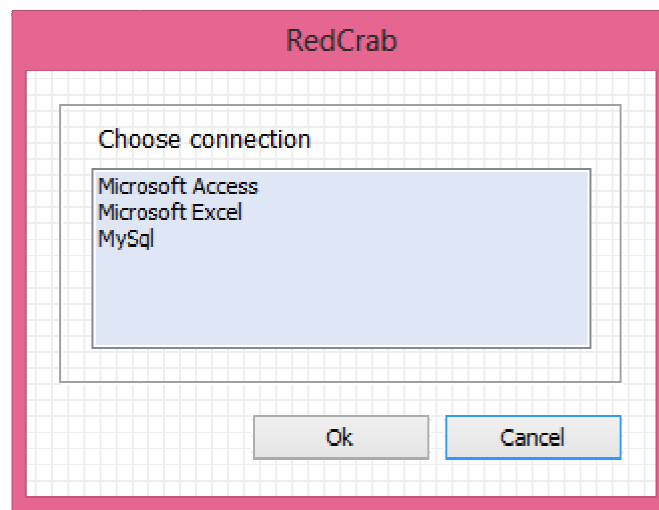 RedCrab
Choose connection
Microsoft Access
Microsoft Excel
MySql
Ok
Cancel